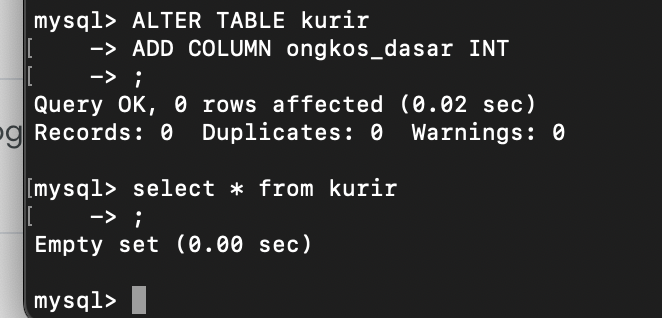 mysql> ALTER TABLE kurir
[    -> ADD COLUMN ongkos_dasar INT
[    -> ;
Query OK, 0 rows affected (0.02 sec)
og
Records: 0  Duplicates: 0  Warnings: 0
[mysql> select * from kurir
[    -> ;
Empty set (0.00 sec)
mysql>